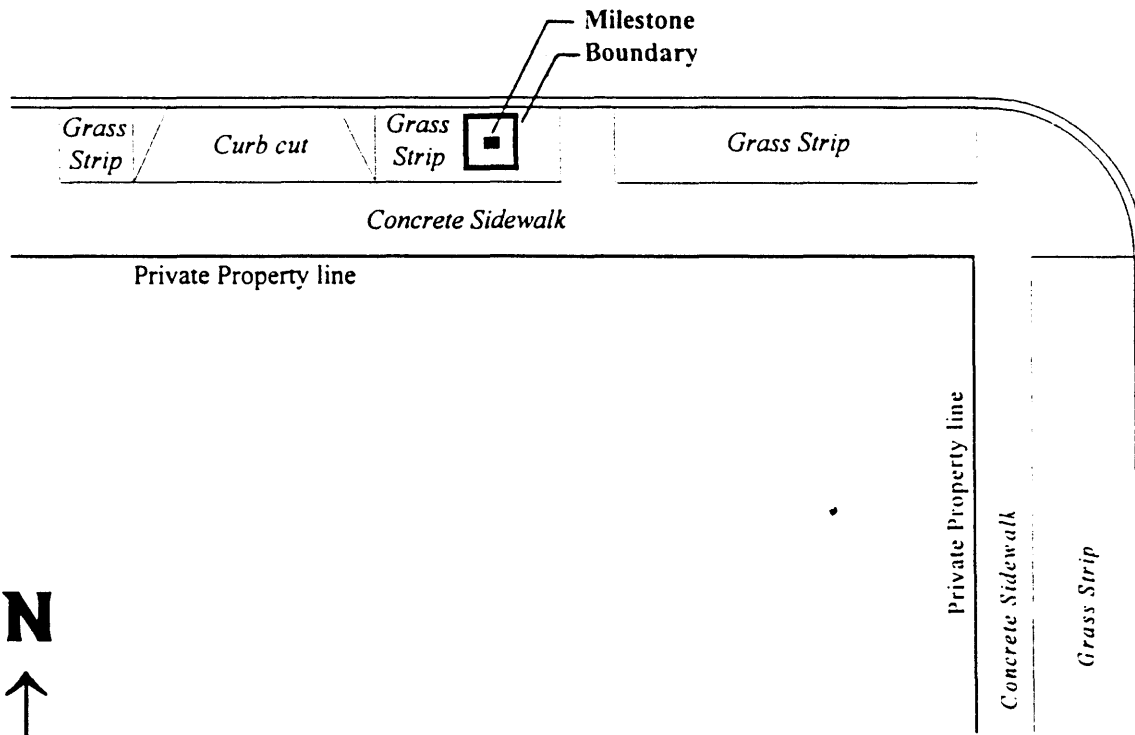 Milestone
Boundary
Grass
Strip
Curb cut
Grass
Strip
Grass Strip
Concrete Sidewalk
Private Property line
Private Property line
Concrete Sidewalk
Grass Strip
N